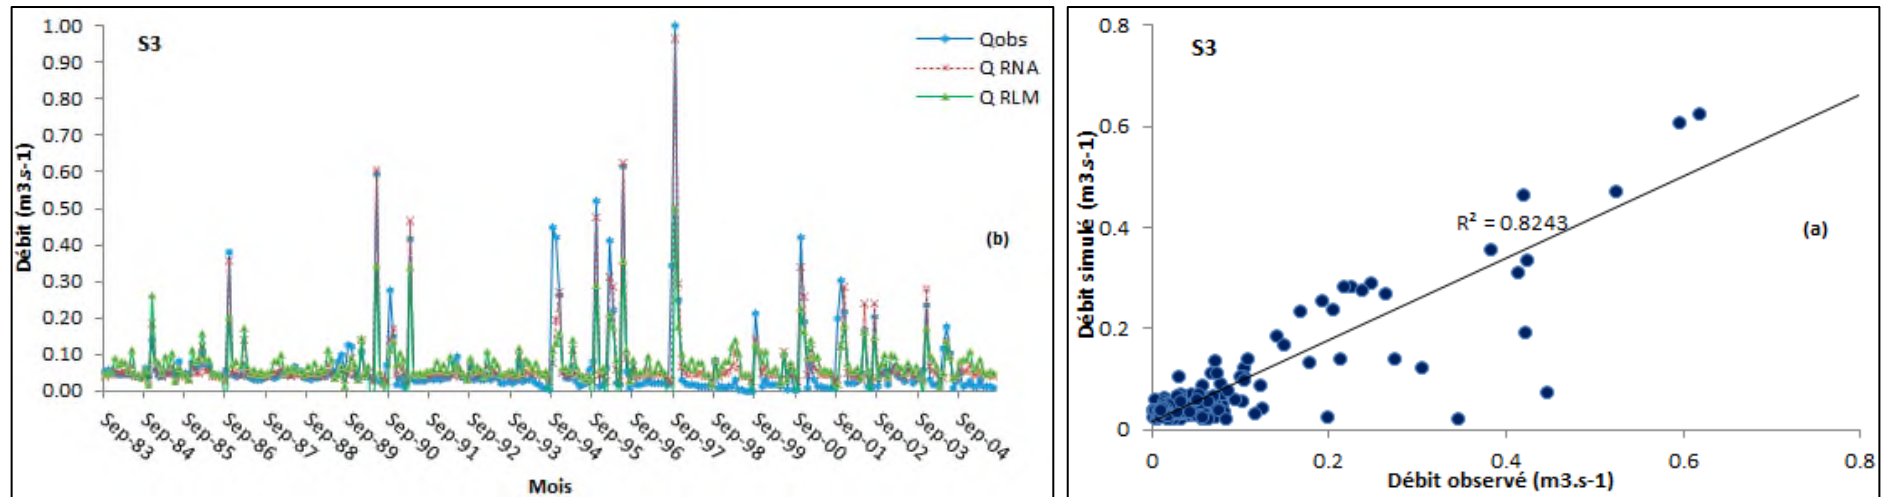 S3
Qobs
Q RNA
Q RLM
1.00
0.90
0.80
0.70
0.60
0.50
0.40
0.30
0.20
0.10
0.00
Débit (m3.s-1)
(b)
Sep-83
Sep-84
Sep-85
Sep-86
Sep-87
Sep-88
Sep-89
Sep-90
Sep-91
Sep-92
Sep-93
Sep-94
Sep-95
Sep-96
Sep-97
Sep-98
Sep-99
Sep-00
Sep-01
Sep-02
Sep-03
Sep-04
Mois
S3
0.8
0.6
0.4
0.2
0
Débit simulé (m3.s-1)
R² = 0.8243
(a)
0
0.2
0.4
0.6
0.8
Débit observé (m3.s-1)